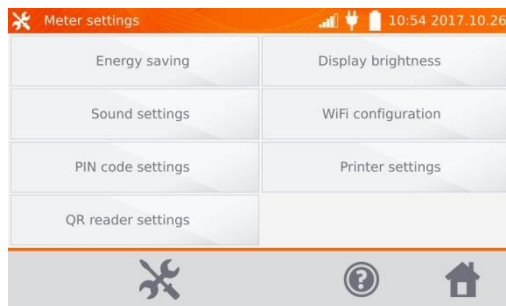 Meter settings 10:54 2017.10.26
Energy saving Display brightness
Sound settings WiFi configuration
PIN code settings Printer settings
QR reader settings
?